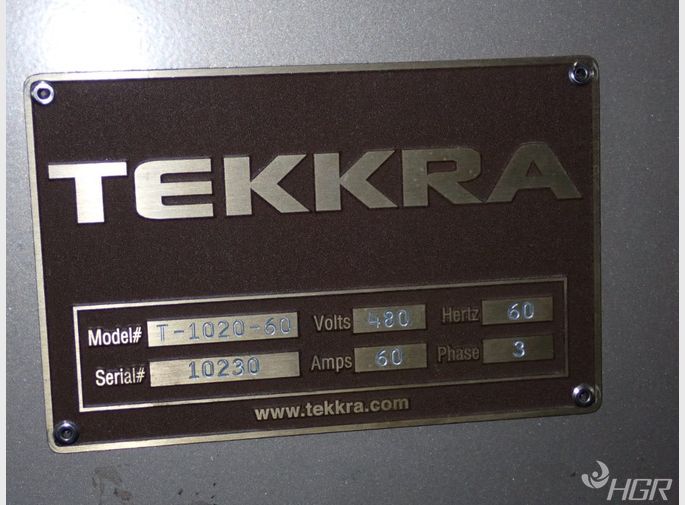 TEKKRA
Model# T-1020-60 Volts 480 Hertz 60
Serial# 10230 Amps 60 Phase 3
www.tekkra.com
HGR